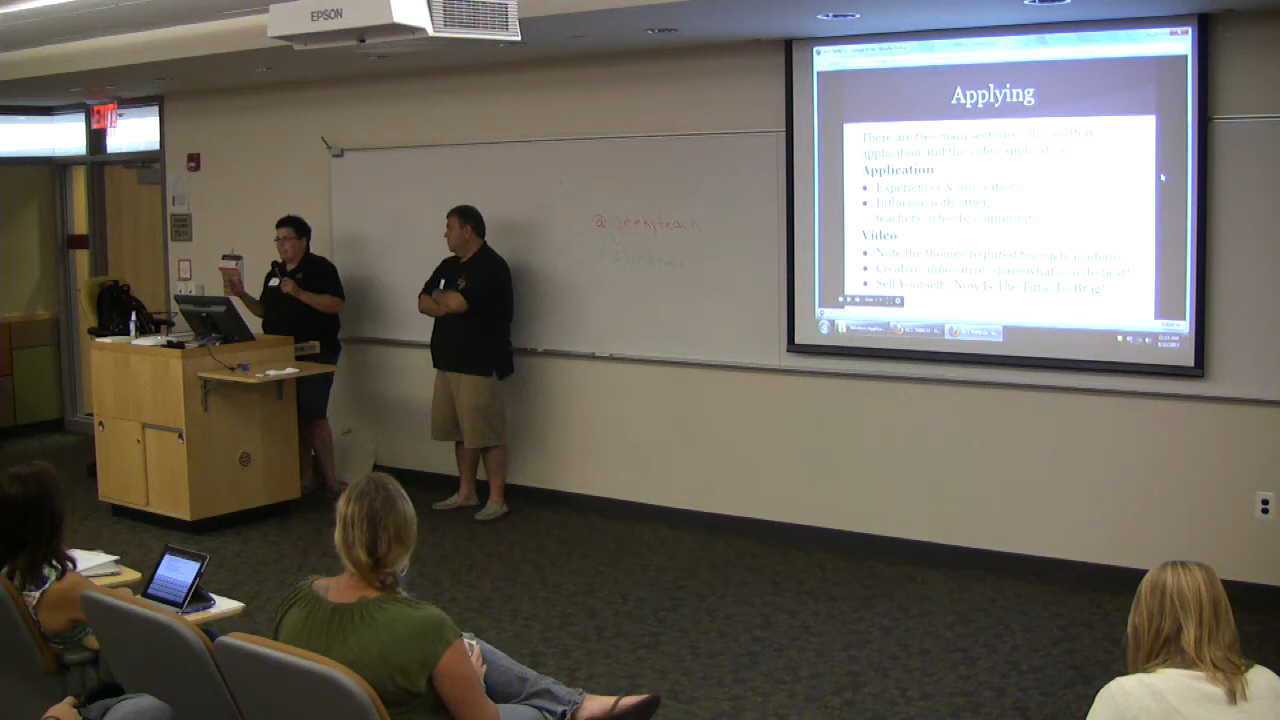 EPSON
EXIT
Applying
There are two main sections: the written
application and the video application
Application
Experiences & innovations
Influence with other
teachers, schools, community
Video
Note the themes required for each academy
Creative, innovative, share what you do best!
Sell Yourself - Now Is The Time To Brag!
@geekyteach